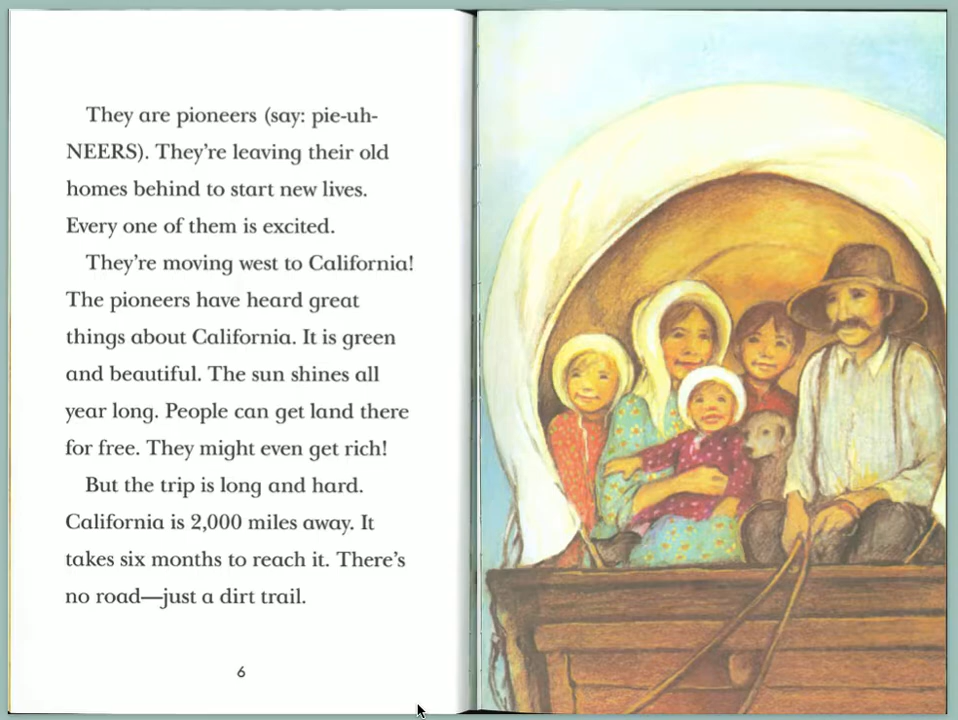 They are pioneers (say: pie-uh-
NEERS). They're leaving their old
homes behind to start new lives.
Every one of them is excited.
They're moving west to California!
The pioneers have heard great
things about California. It is green
and beautiful. The sun shines all
year long. People can get land there
for free. They might even get rich!
But the trip is long and hard.
California is 2,000 miles away. It
takes six months to reach it. There's
no road—just a dirt trail.
6